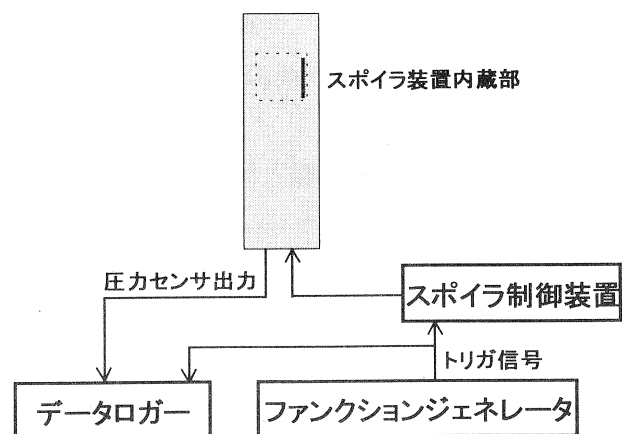 スポイラ装置内蔵部
圧力センサ出力
スポイラ制御装置
トリガ信号
データロガー
ファンクションジェネレータ